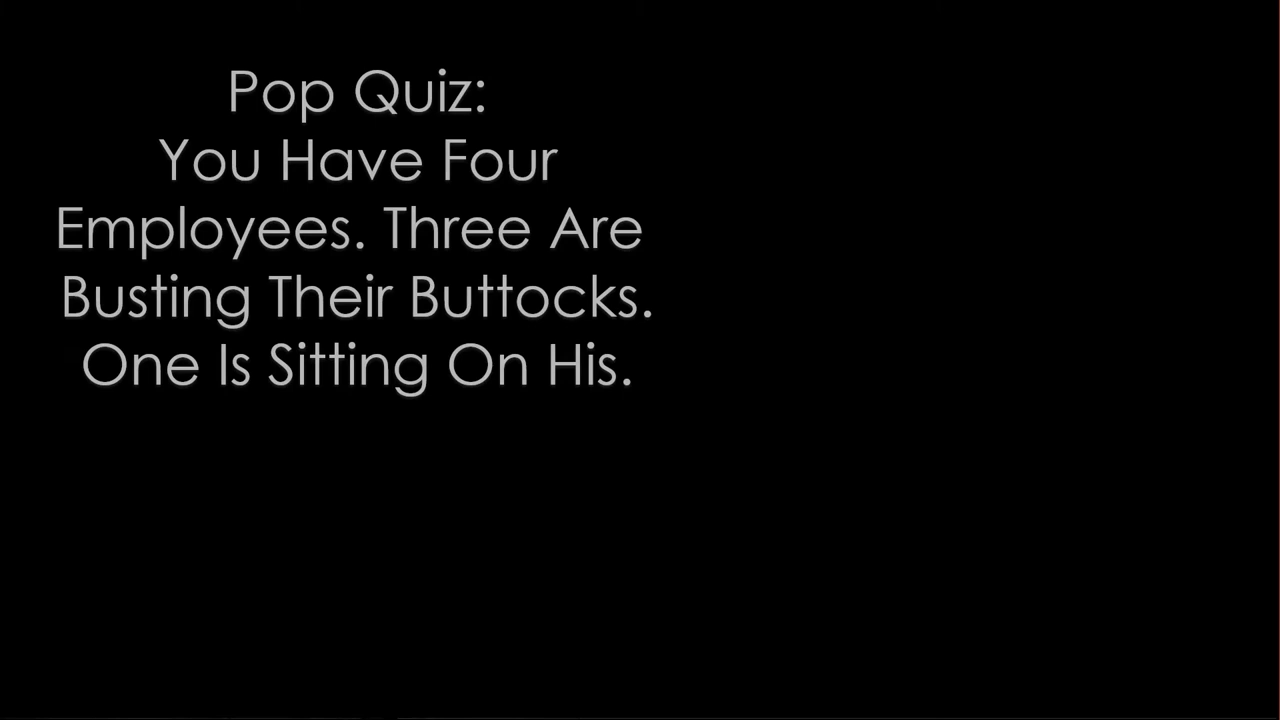 Pop Quiz:
You Have Four
Employees. Three Are
Busting Their Buttocks.
One Is Sitting On His.